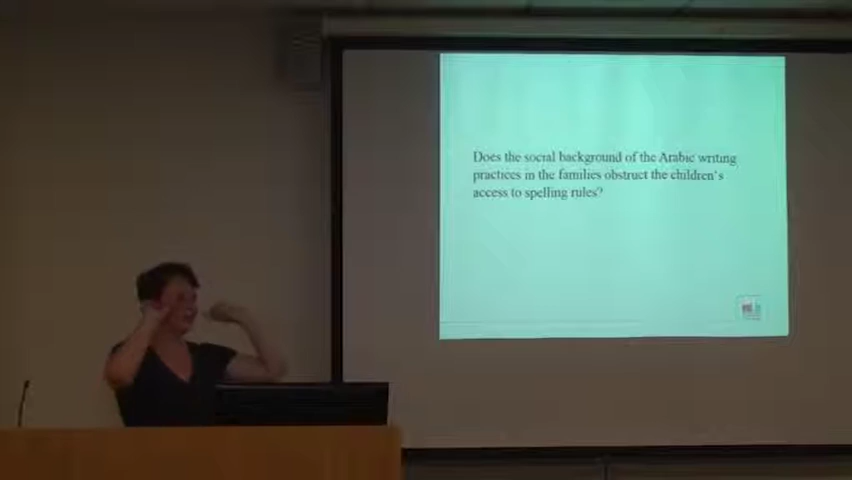 Does the social background of the Arabic writing
practices in the families obstruct the children's
access to spelling rules?